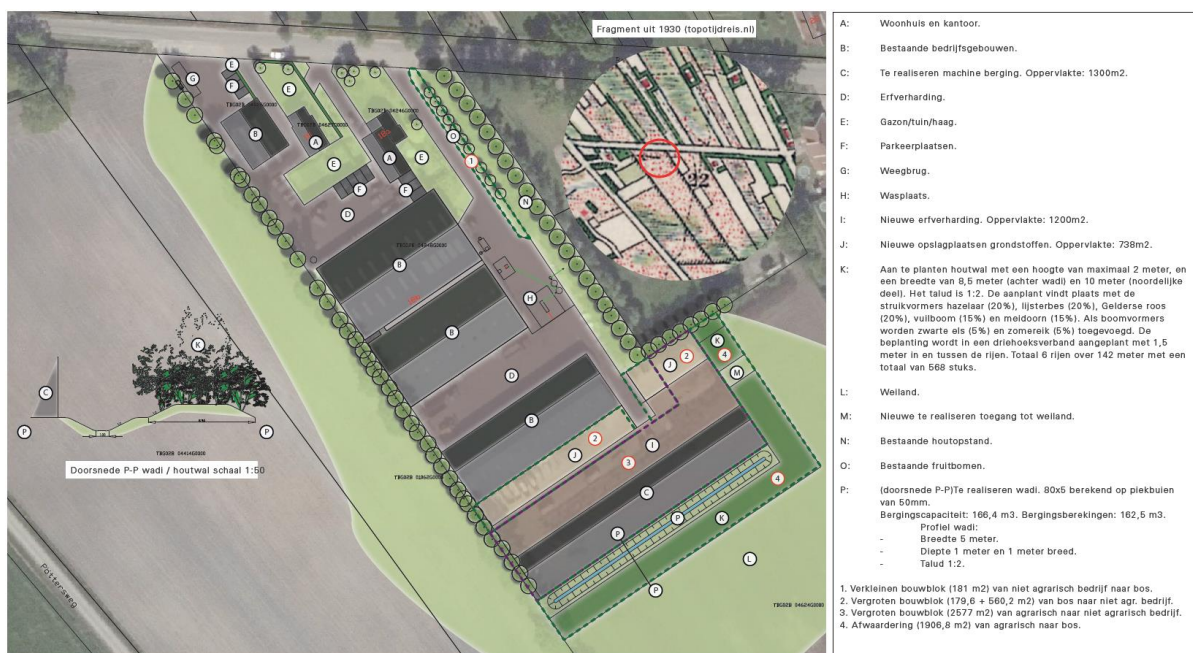 Fragment uit 1930 (topotijdreis.nl)
22
G
E
F
E
B
A
E
A
E
F
F
D
O
1
N
B
H
B
D
B
J
2
K
4
M
J
2
I
3
C
P
P
K
4
L
P
K
C
P
P
Doorsnede P-P wadi / houtwal schaal 1:50
Pottersweg
A: Woonhuis en kantoor.
B: Bestaande bedrijfsgebouwen.
C: Te realiseren machine berging. Oppervlakte: 1300m2.
D: Erfverharding.
E: Gazon/tuin/haag.
F: Parkeerplaatsen.
G: Weegbrug.
H: Wasplaats.
I: Nieuwe erfverharding. Oppervlakte: 1200m2.
J: Nieuwe opslagplaatsen grondstoffen. Oppervlakte: 738m2.
K: Aan te planten houtwal met een hoogte van maximaal 2 meter, en
een breedte van 8,5 meter (achter wadi) en 10 meter (noordelijke
deel). Het talud is 1:2. De aanplant vindt plaats met de
struikvormers hazelaar (20%), lijsterbes (20%), Gelderse roos
(20%), vuilboom (15%) en meidoorn (15%). Als boomvormers
worden zwarte els (5%) en zomereik (5%) toegevoegd. De
beplanting wordt in een driehoeksverband aangeplant met 1,5
meter in en tussen de rijen. Totaal 6 rijen over 142 meter met een
totaal van 568 stuks.
L: Weiland.
M: Nieuwe te realiseren toegang tot weiland.
N: Bestaande houtopstand.
O: Bestaande fruitbomen.
P: (doorsnede P-P)Te realiseren wadi. 80x5 berekend op piekbuien
van 50mm.
Bergingscapaciteit: 166,4 m3. Bergingsberekingen: 162,5 m3.
Profiel wadi:
- Breedte 5 meter.
- Diepte 1 meter en 1 meter breed.
- Talud 1:2.
1. Verkleinen bouwblok (181 m2) van niet agrarisch bedrijf naar bos.
2. Vergroten bouwblok (179,6 + 560,2 m2) van bos naar niet agr. bedrijf.
3. Vergroten bouwblok (2577 m2) van agrarisch naar niet agrarisch bedrijf.
4. Afwaardering (1906,8 m2) van agrarisch naar bos.